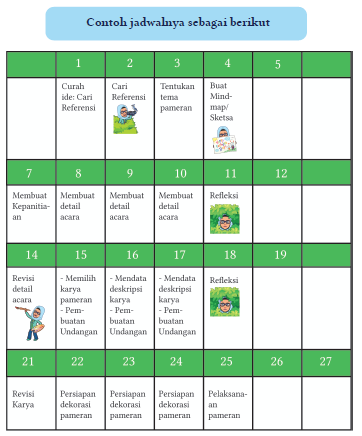 Contoh jadwalnya sebagai berikut
1 2 3 4 5
Curah
ide: Cari
Referensi
Cari
Referensi
Tentukan
tema
pameran
Buat
Mind-
map/
Sketsa
7 8 9 10 11 12
Membuat
Kepanitia-
an
Membuat
detail
acara
Membuat
detail
acara
Membuat
detail
acara
Refleksi
14 15 16 17 18 19
Revisi
detail
acara
- Memilih
karya
pameran
- Pem-
buatan
Undangan
- Mendata
deskripsi
karya
- Pem-
buatan
Undangan
- Mendata
deskripsi
karya
- Pem-
buatan
Undangan
Refleksi
21 22 23 24 25 26 27
Revisi
Karya
Persiapan
dekorasi
pameran
Persiapan
dekorasi
pameran
Persiapan
dekorasi
pameran
Pelaksana-
an
pameran